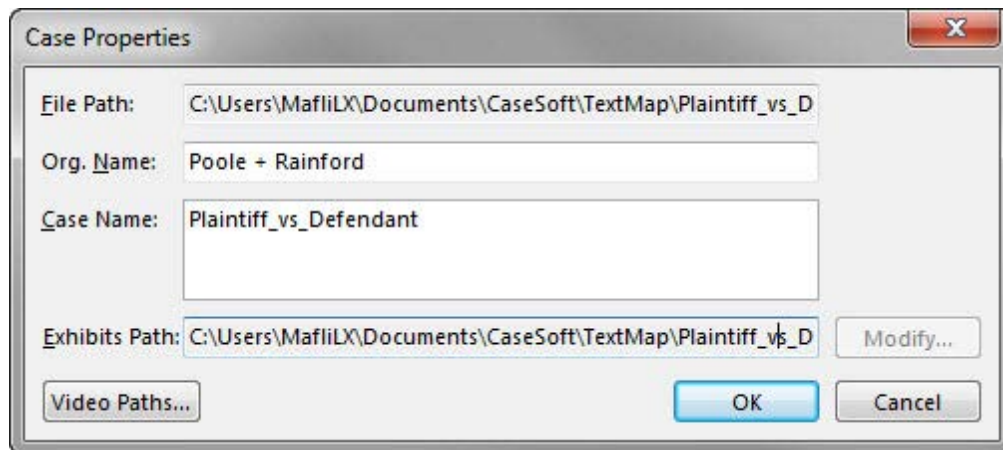 Case Properties
File Path: C:\Users\MafliLX\Documents\CaseSoft\TextMap\Plaintiff_vs_D
Org. Name: Poole + Rainford
Case Name: Plaintiff_vs_Defendant
Exhibits Path: C:\Users\MafliLX\Documents\CaseSoft\TextMap\Plaintiff_vs_D Modify...
Video Paths... OK Cancel